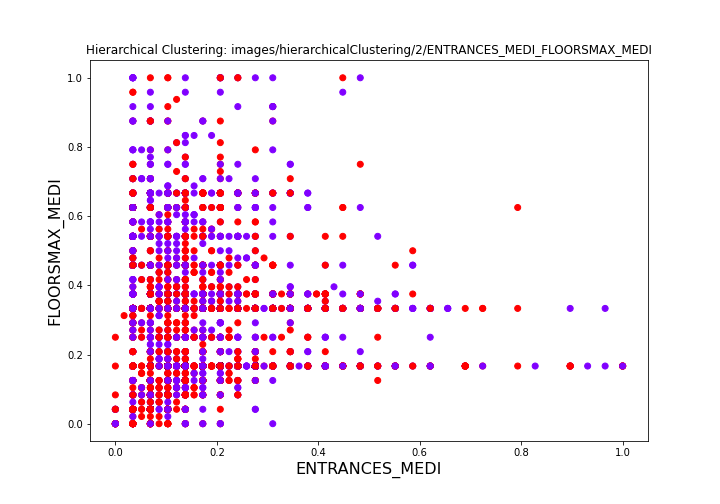 Hierarchical Clustering: images/hierarchicalClustering/2/ENTRANCES_MEDI_FLOORSMAX_MEDI
1.0
0.8
0.6
0.4
0.2
0.0
FLOORSMAX_MEDI
0.0 0.2 0.4 0.6 0.8 1.0
ENTRANCES_MEDI